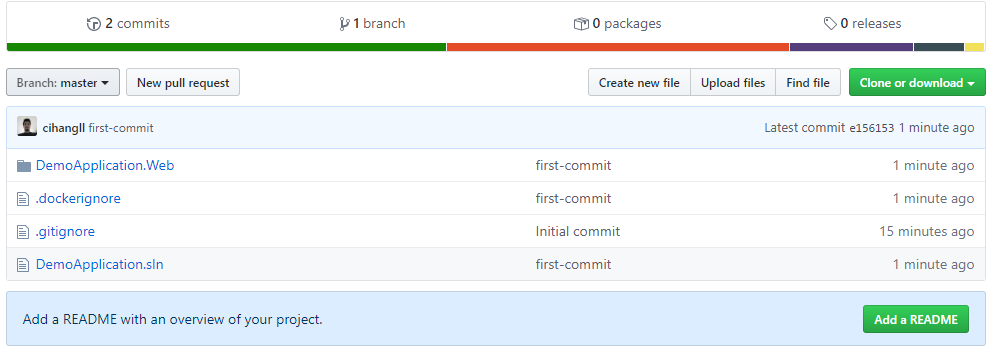 2 commits 1 branch 0 packages 0 releases
Branch: master New pull request Create new file Upload files Find file Clone or download
cihangll first-commit Latest commit e156153 1 minute ago
DemoApplication.Web first-commit 1 minute ago
.dockerignore first-commit 1 minute ago
.gitignore Initial commit 15 minutes ago
DemoApplication.sln first-commit 1 minute ago
Add a README with an overview of your project. Add a README